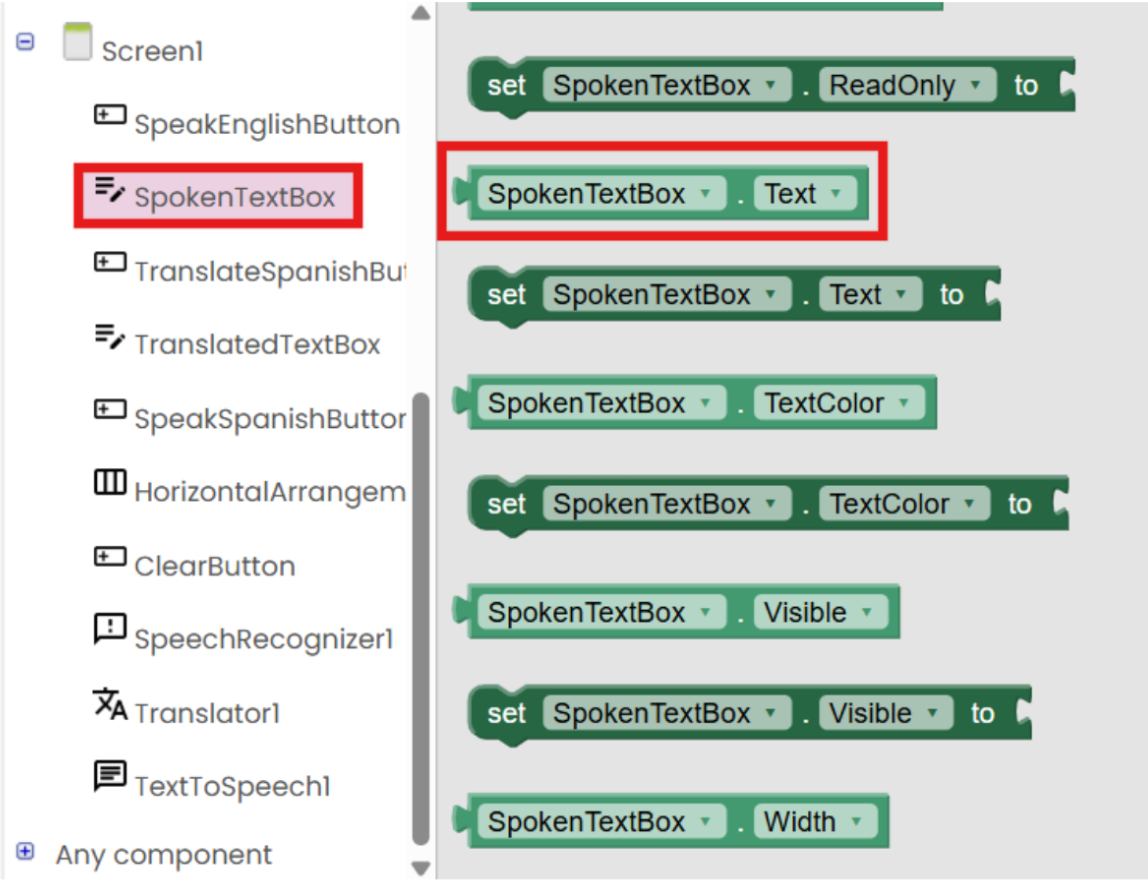 Screen1
SpeakEnglishButton
SpokenTextBox
TranslateSpanishBut
TranslatedTextBox
SpeakSpanishButtor
HorizontalArrangem
ClearButton
SpeechRecognizer1
Translator1
TextToSpeech1
Any component
set SpokenTextBox . ReadOnly to
SpokenTextBox . Text
set SpokenTextBox . Text to
SpokenTextBox . TextColor
set SpokenTextBox . TextColor to
SpokenTextBox . Visible
set SpokenTextBox . Visible to
SpokenTextBox . Width